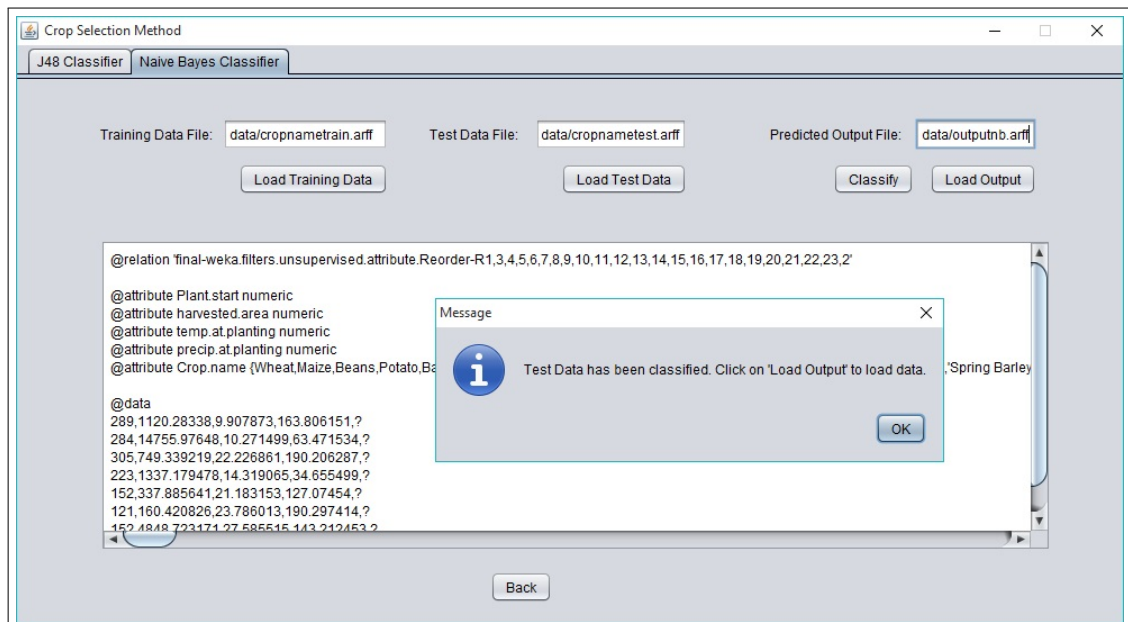 Crop Selection Method
J48 Classifier Naive Bayes Classifier
Training Data File: data/cropnametrain.arff Test Data File: data/cropnametest.arff Predicted Output File: data/outputnb.arff
Load Training Data Load Test Data Classify Load Output
@relation 'final-weka.filters.unsupervised.attribute.Reorder-R1,3,4,5,6,7,8,9,10,11,12,13,14,15,16,17,18,19,20,21,22,23,2'
@attribute Plant.start numeric
@attribute harvested.area numeric
@attribute temp.at.planting numeric
@attribute precip.at.planting numeric
@attribute Crop.name {Wheat,Maize,Beans,Potato,Ba ,'Spring Barley
@data
289,1120.28338,9.907873,163.806151,?
284,14755.97648,10.271499,63.471534,?
305,749.339219,22.226861,190.206287,?
223,1337.179478,14.319065,34.655499,?
152,337.885641,21.183153,127.07454,?
121,160.420826,23.786013,190.297414,?
152,4848.723171,27.585515,143.212453,?
Message
Test Data has been classified. Click on 'Load Output' to load data.
OK
Back